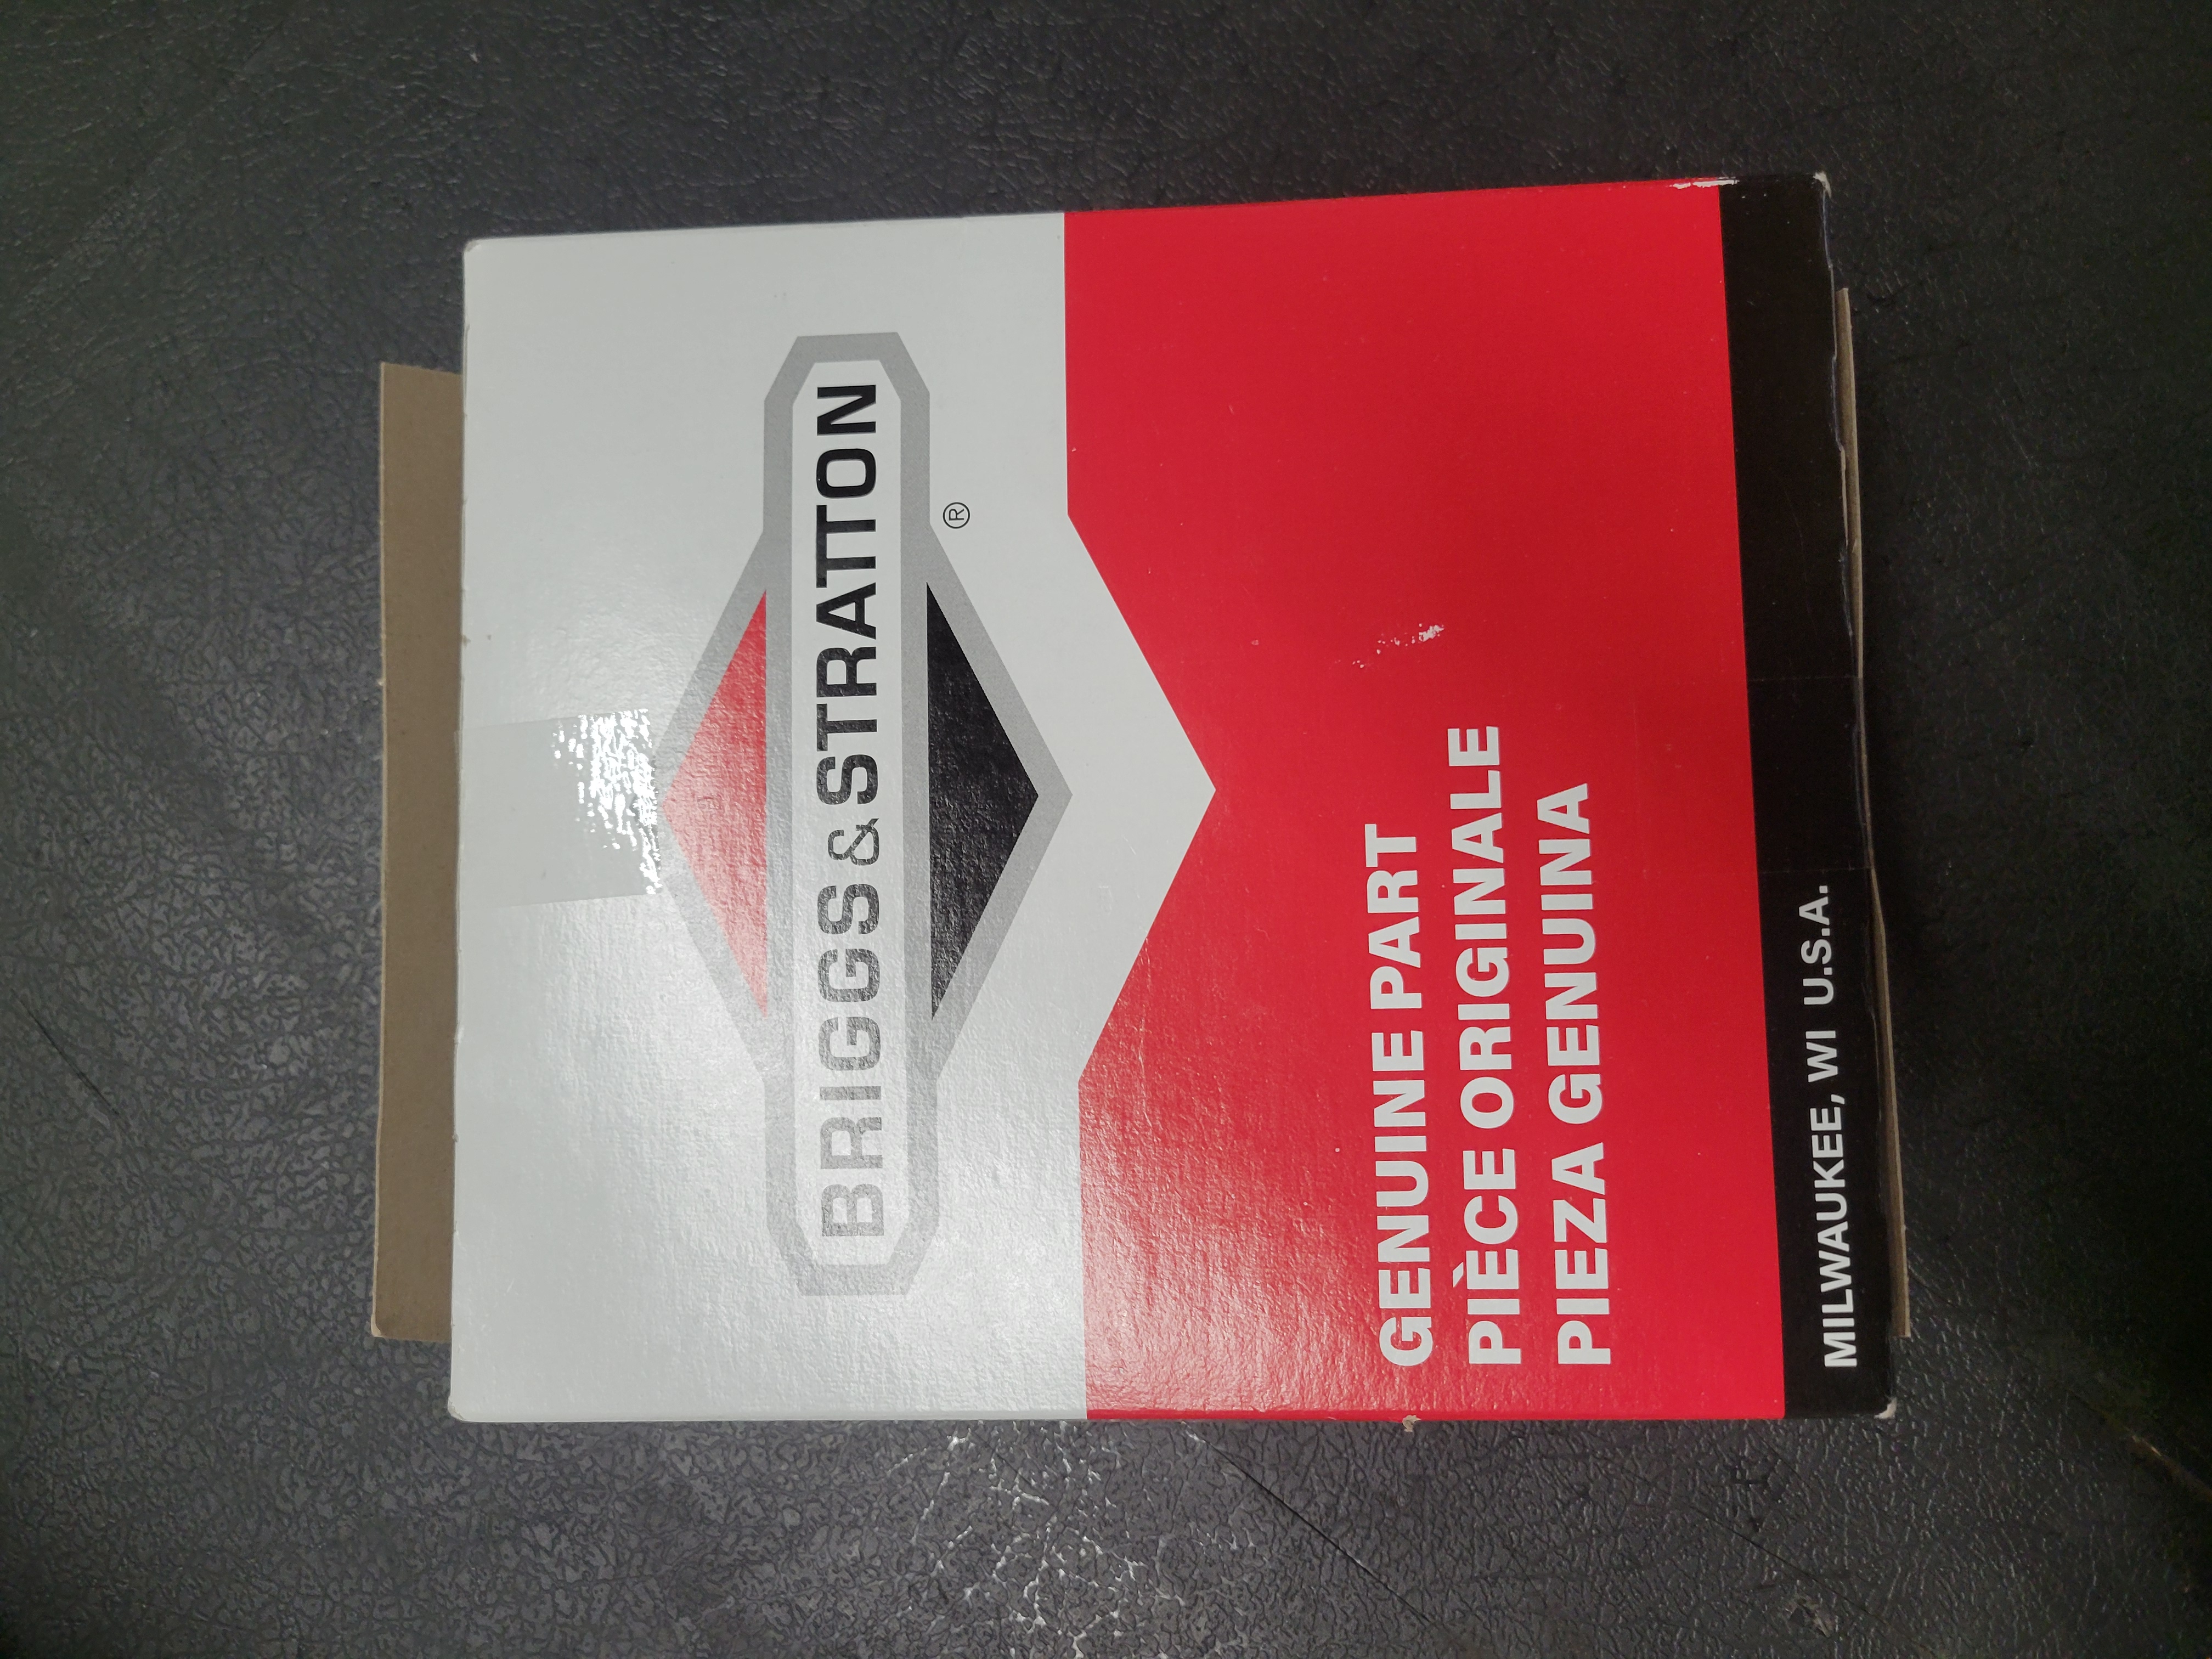 BRIGGS & STRATTON
®
GENUINE PART
PIÈCE ORIGINALE
PIEZA GENUINA
MILWAUKEE, WI U.S.A.